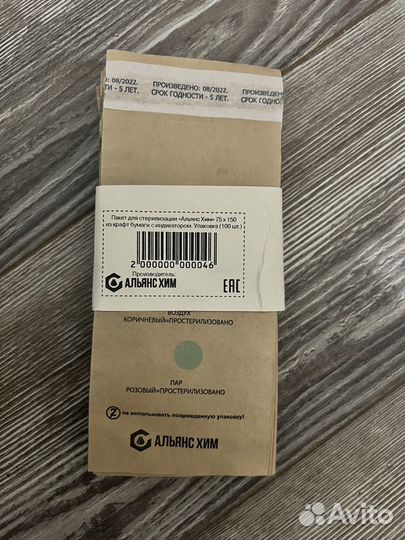 О: 08/2022. ПРОИЗВЕДЕНО: 08/2022. ПРОИЗВЕДЕНО:
ТИ - 5 ЛЕТ. СРОК ГОДНОСТИ - 5 ЛЕТ. СРОК ГОДНОСТИ
Пакет для стерилизации «Альянс Хим» 75 х 150
из крафт бумаги с индикатором. Упаковка (100 шт.)
2 000000 000046
Производитель:
АЛЬЯНС ХИМ
EAC
ВОЗДУХ
КОРИЧНЕВЫЙ=ПРОСТЕРИЛИЗОВАНО
ПАР
РОЗОВЫЙ=ПРОСТЕРИЛИЗОВАНО
не использовать поврежденную упаковку!
АЛЬЯНС ХИМ
Avito